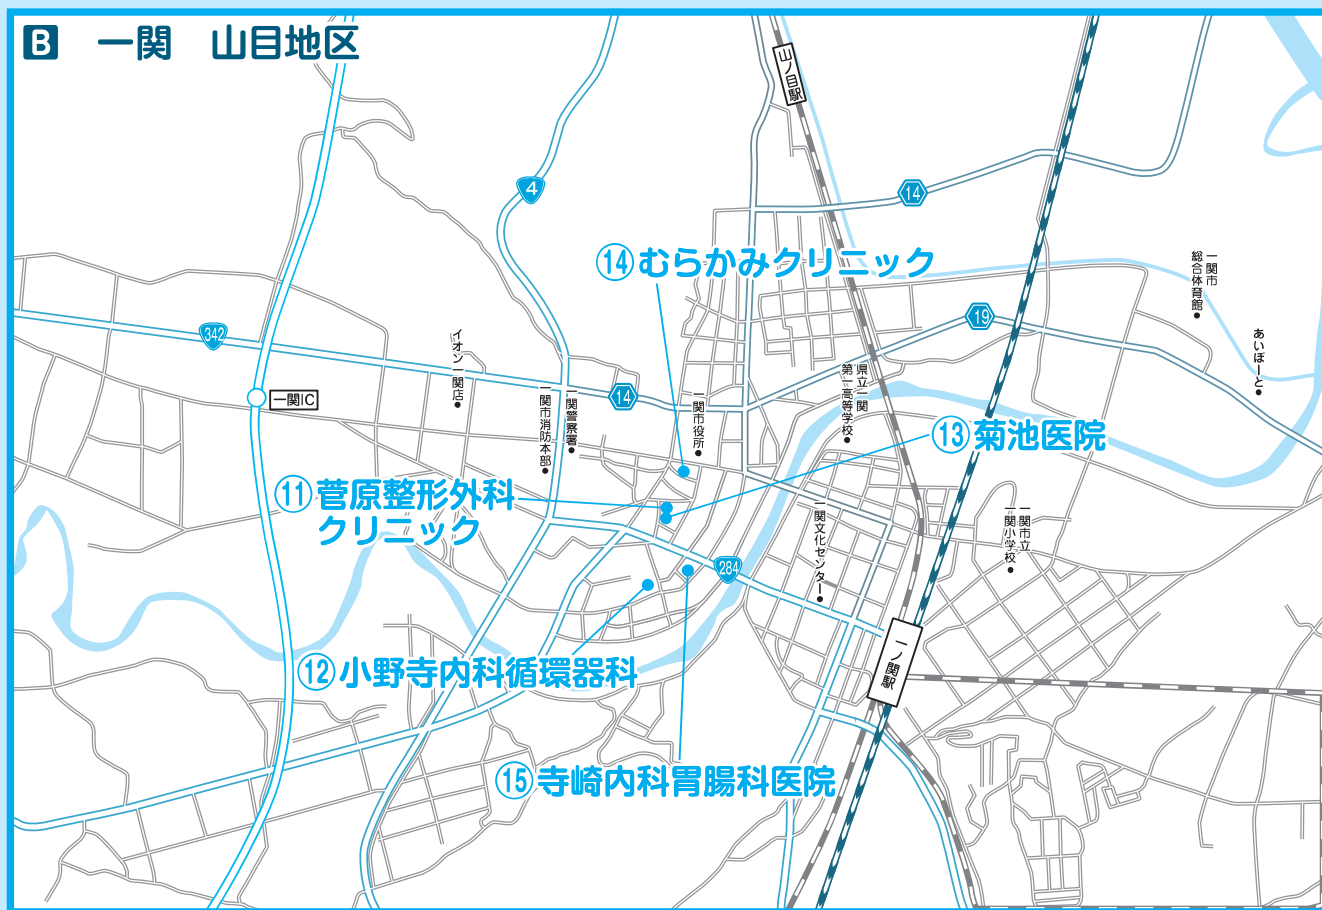 B 一関 山目地区
山ノ目駅
4
14
⑭むらかみクリニック
一関市
総合体育館
19
342
イオン一関店
あいぽーと
県立一関
第一高等学校
一関IC
14
一関警察署
一関市消防本部
一関市役所
⑬菊池医院
⑪菅原整形外科
クリニック
一関文化センター
一関市立
一関小学校
284
一ノ関駅
⑫小野寺内科循環器科
⑮寺崎内科胃腸科医院